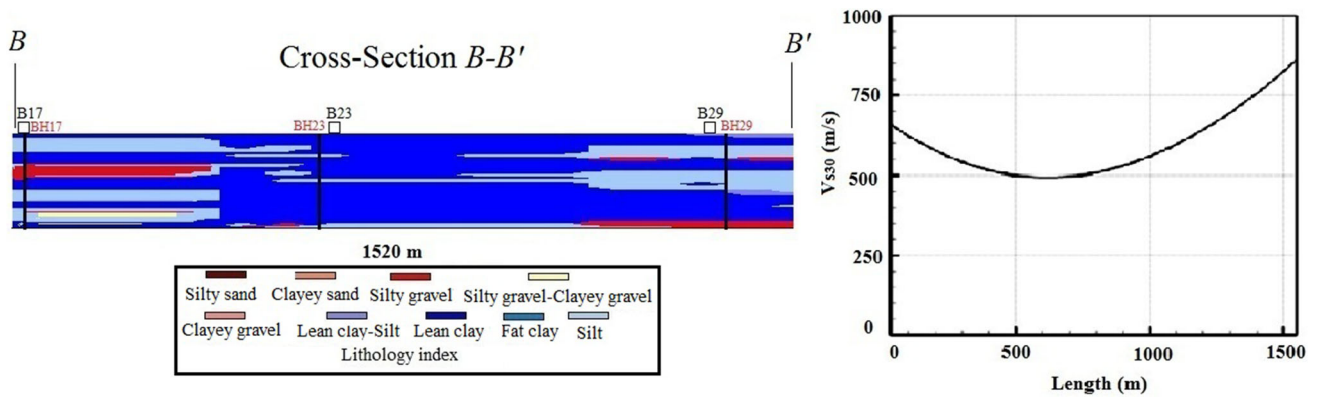 B
B'
Cross-Section B-B'
B17
B23
B29
BH17
BH23
BH29
1520 m
Silty sand
Clayey sand
Silty gravel
Silty gravel-Clayey gravel
Clayey gravel
Lean clay-Silt
Lean clay
Fat clay
Silt
Lithology index
1000
750
500
250
0
Vs30 (m/s)
0
500
1000
1500
Length (m)